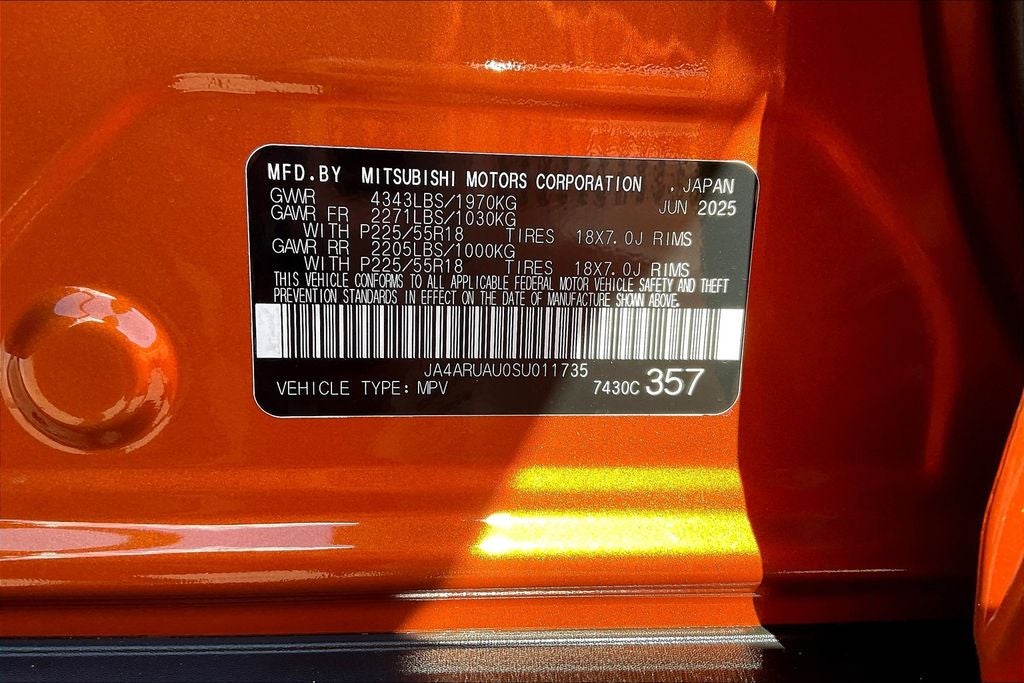 MFD.BY MITSUBISHI MOTORS CORPORATION , JAPAN
GWWR 4343LBS/1970KG JUN 2025
GAWR FR 2271LBS/1030KG
WITH P225/55R18 TIRES 18X7.0J RIMS
GAWR RR 2205LBS/1000KG
WITH P225/55R18 TIRES 18X7.0J RIMS
THIS VEHICLE CONFORMS TO ALL APPLICABLE FEDERAL MOTOR VEHICLE SAFETY AND THEFT
PREVENTION STANDARDS IN EFFECT ON THE DATE OF MANUFACTURE SHOWN ABOVE.
JA4ARUAU0SU011735
VEHICLE TYPE: MPV 7430C 357